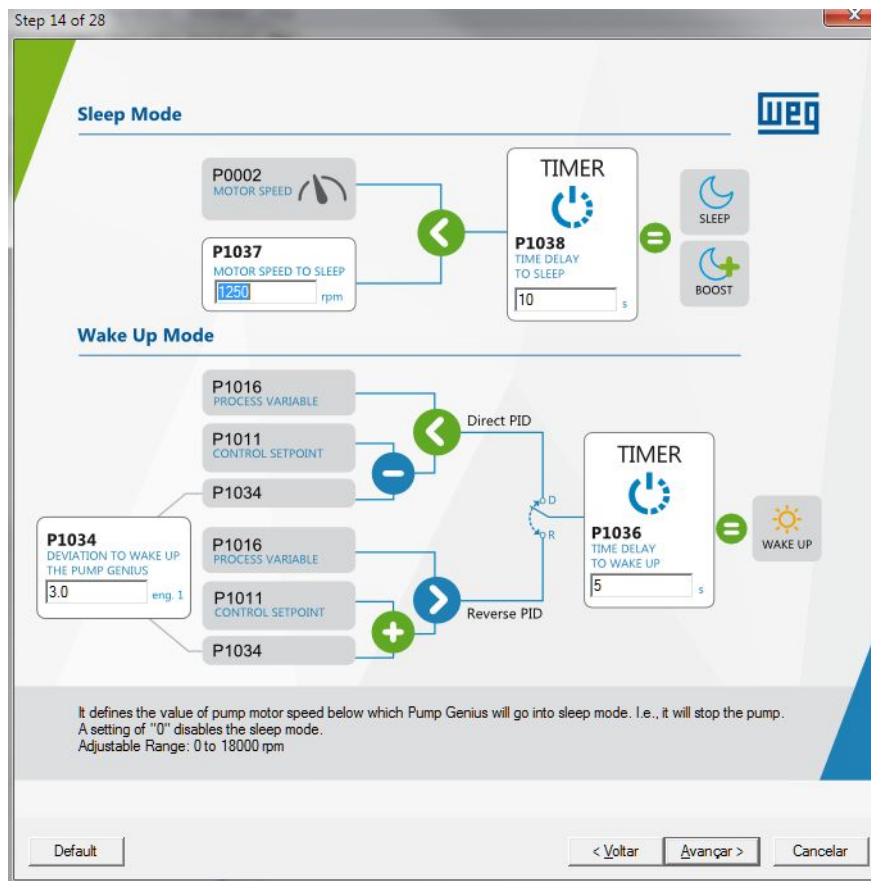 Step 14 of 28
Sleep Mode
weg
P0002
MOTOR SPEED
P1037
MOTOR SPEED TO SLEEP
1250 rpm
TIMER
P1038
TIME DELAY
TO SLEEP
10 s
SLEEP
BOOST
Wake Up Mode
P1016
PROCESS VARIABLE
P1011
CONTROL SETPOINT
P1034
Direct PID
P1034
DEVIATION TO WAKE UP
THE PUMP GENIUS
3.0 eng. 1
P1016
PROCESS VARIABLE
P1011
CONTROL SETPOINT
P1034
Reverse PID
D
R
TIMER
P1036
TIME DELAY
TO WAKE UP
5 s
WAKE UP
It defines the value of pump motor speed below which Pump Genius will go into sleep mode. I.e., it will stop the pump.
A setting of "0" disables the sleep mode.
Adjustable Range: 0 to 18000 rpm
Default
< Voltar
Avançar >
Cancelar